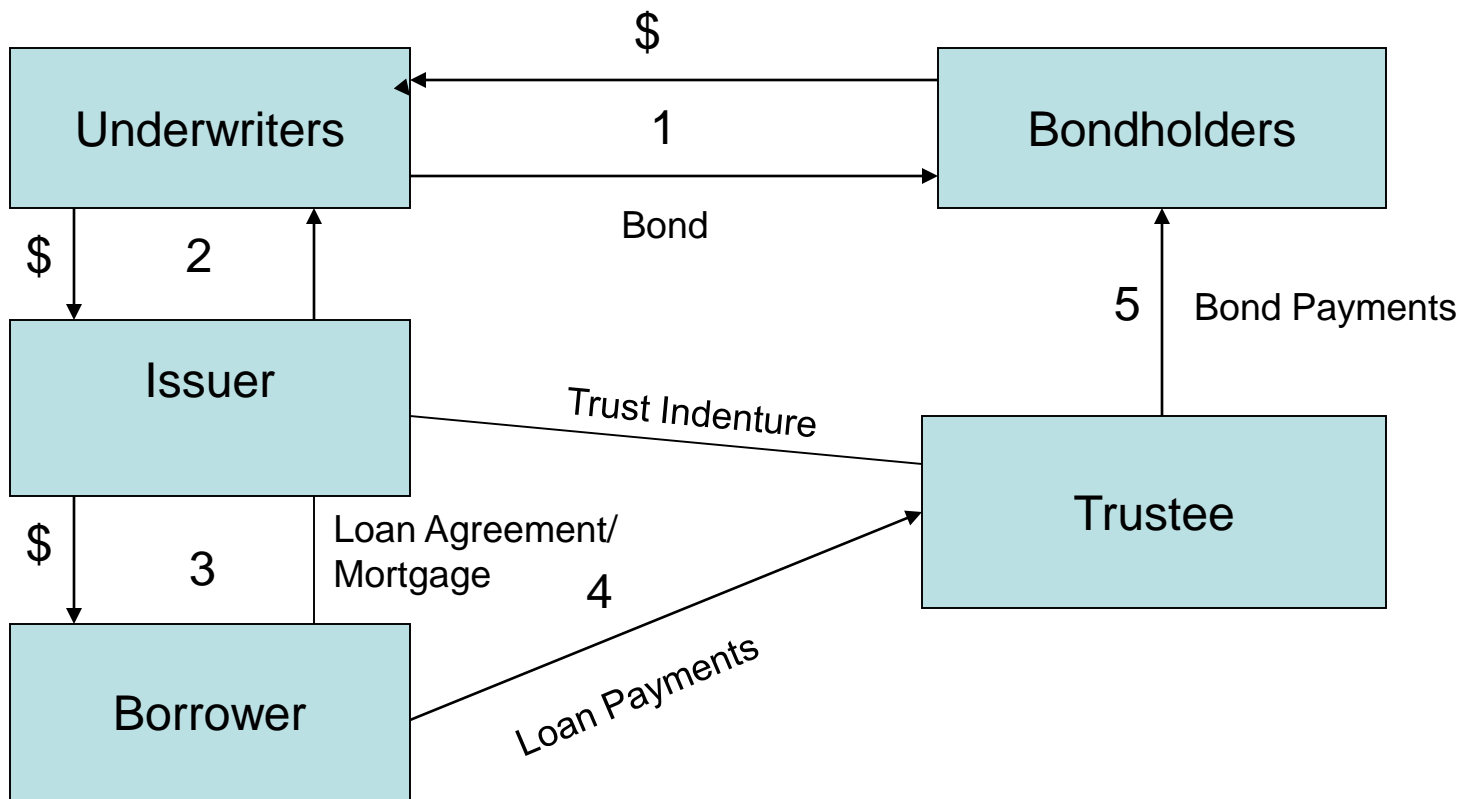 $
Underwriters
1
Bondholders
Bond
$
2
5
Bond Payments
Issuer
Trust Indenture
$
3
Loan Agreement/
Mortgage
4
Trustee
Loan Payments
Borrower